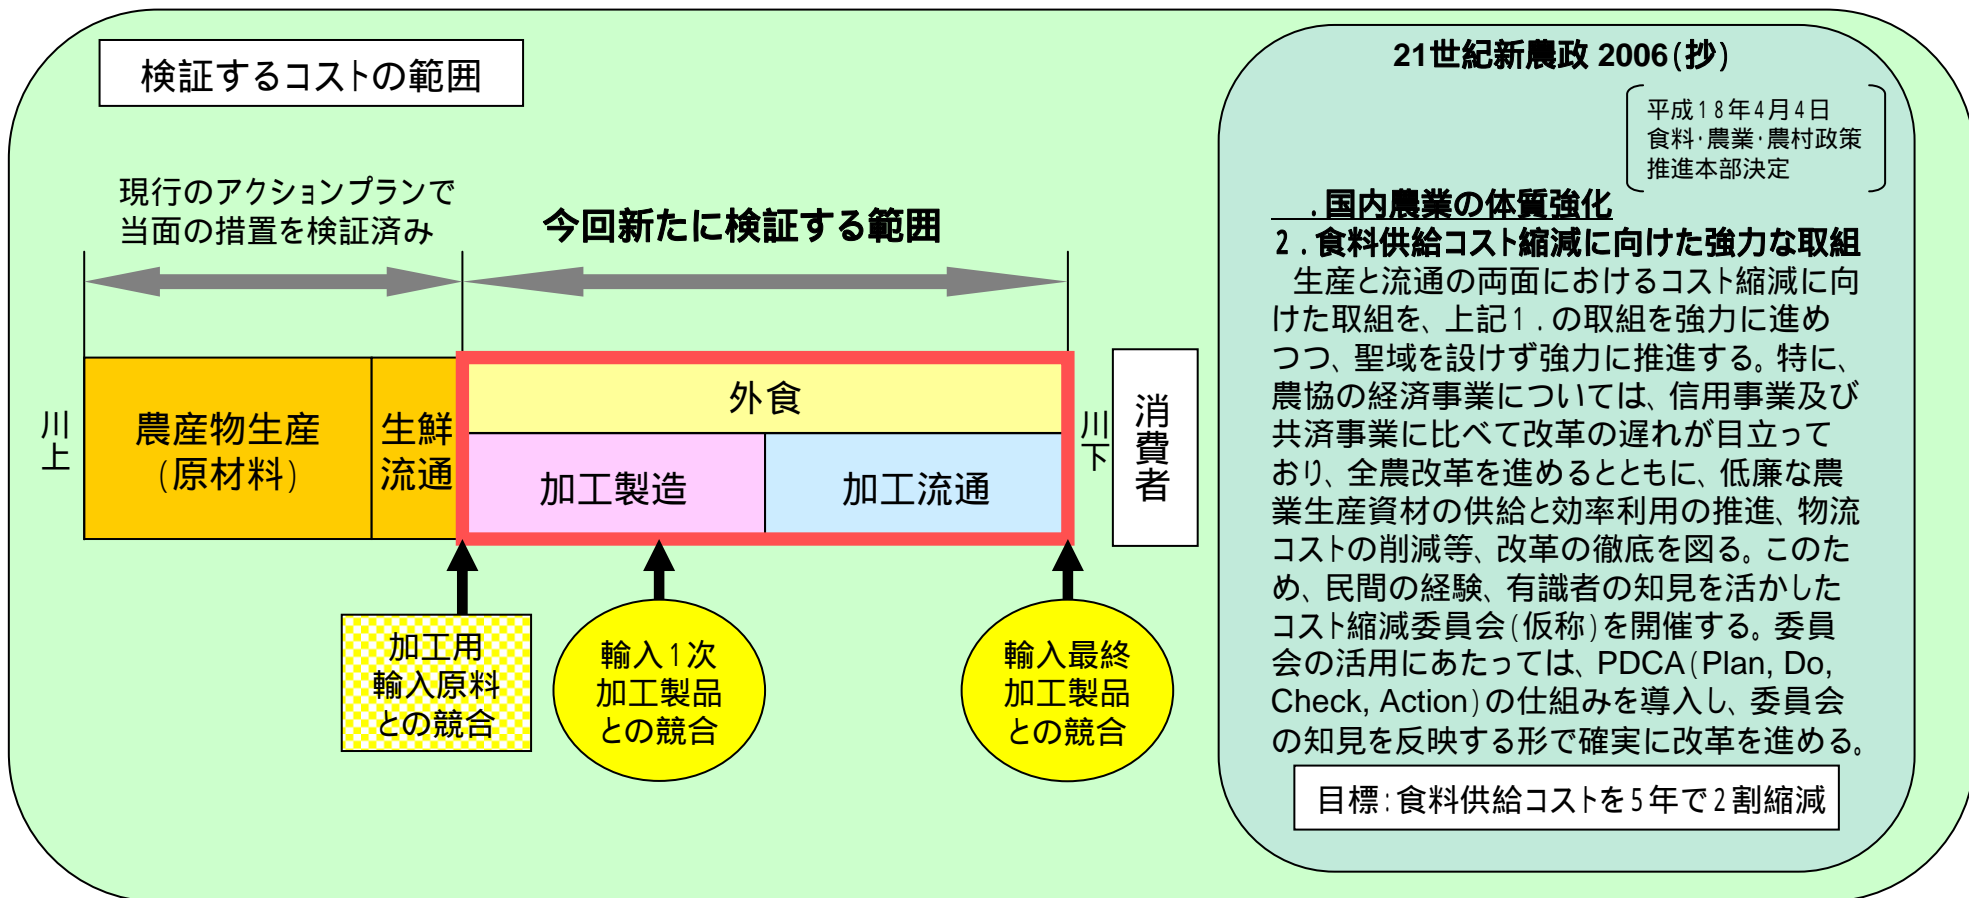 検証するコストの範囲
現行のアクションプランで
当面の措置を検証済み
今回新たに検証する範囲
川上
農産物生産
(原材料)
生鮮
流通
外食
加工製造
加工流通
川下
消費者
加工用
輸入原料
との競合
輸入1次
加工製品
との競合
輸入最終
加工製品
との競合
21世紀新農政 2006(抄)
平成18年4月4日
食料・農業・農村政策
推進本部決定
．国内農業の体質強化
2．食料供給コスト縮減に向けた強力な取組
生産と流通の両面におけるコスト縮減に向
けた取組を、上記1．の取組を強力に進め
つつ、聖域を設けず強力に推進する。特に、
農協の経済事業については、信用事業及び
共済事業に比べて改革の遅れが目立って
おり、全農改革を進めるとともに、低廉な農
業生産資材の供給と効率利用の推進、物流
コストの削減等、改革の徹底を図る。このた
め、民間の経験、有識者の知見を活かした
コスト縮減委員会(仮称)を開催する。委員
会の活用にあたっては、PDCA(Plan, Do,
Check, Action)の仕組みを導入し、委員会
の知見を反映する形で確実に改革を進める。
目標:食料供給コストを5年で2割縮減